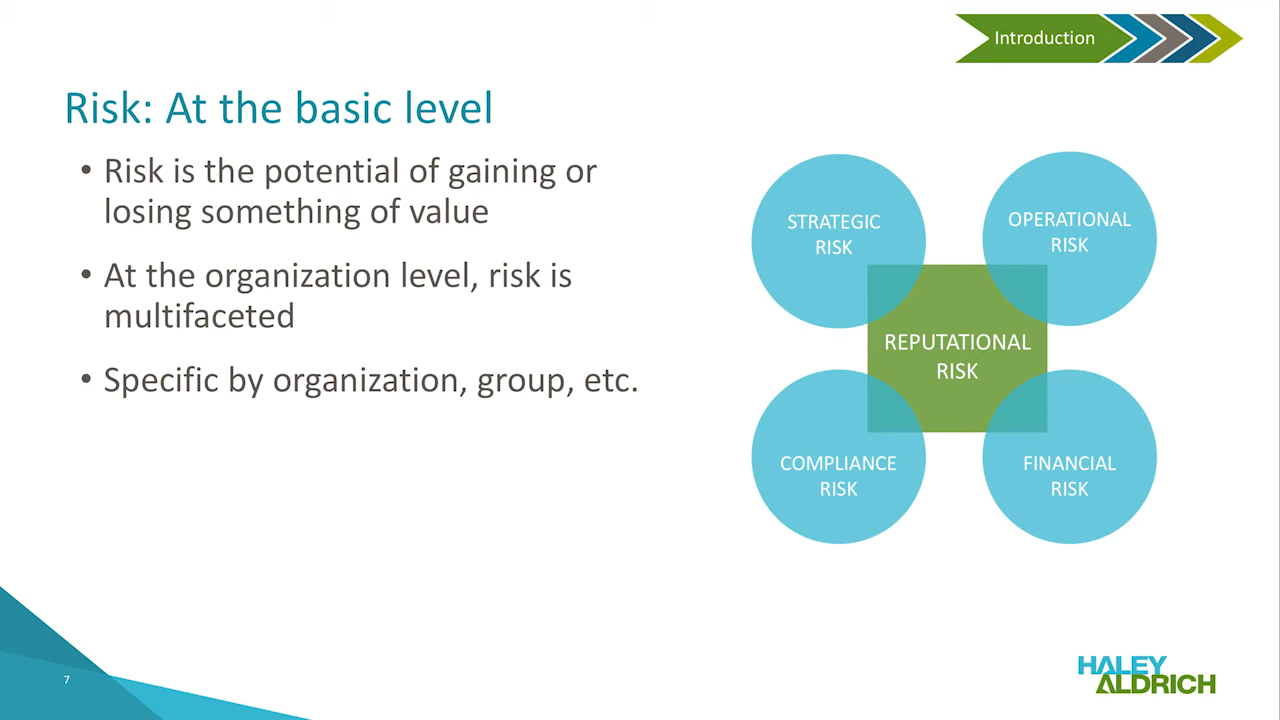 Introduction
Risk: At the basic level
• Risk is the potential of gaining or
losing something of value
• At the organization level, risk is
multifaceted
• Specific by organization, group, etc.
STRATEGIC
RISK
OPERATIONAL
RISK
REPUTATIONAL
RISK
COMPLIANCE
RISK
FINANCIAL
RISK
7
HALEY
ALDRICH